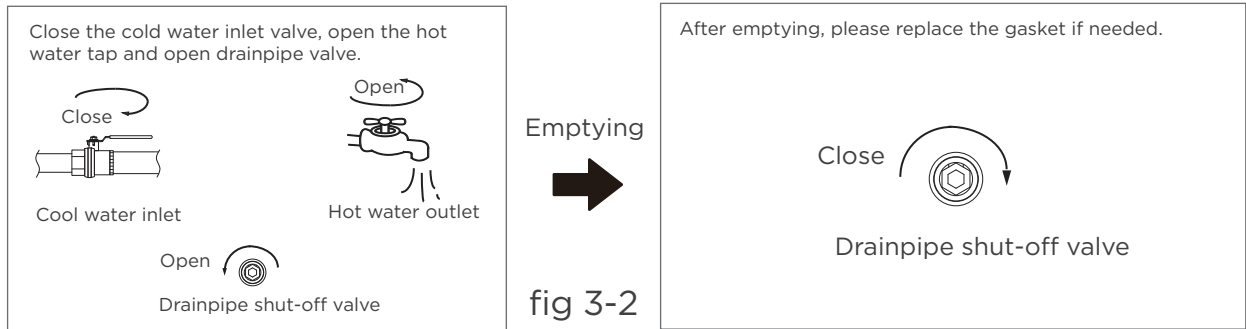 Close the cold water inlet valve, open the hot
water tap and open drainpipe valve.
Close
Open
Cool water inlet
Hot water outlet
Open
Drainpipe shut-off valve
Emptying
fig 3-2
After emptying, please replace the gasket if needed.
Close
Drainpipe shut-off valve